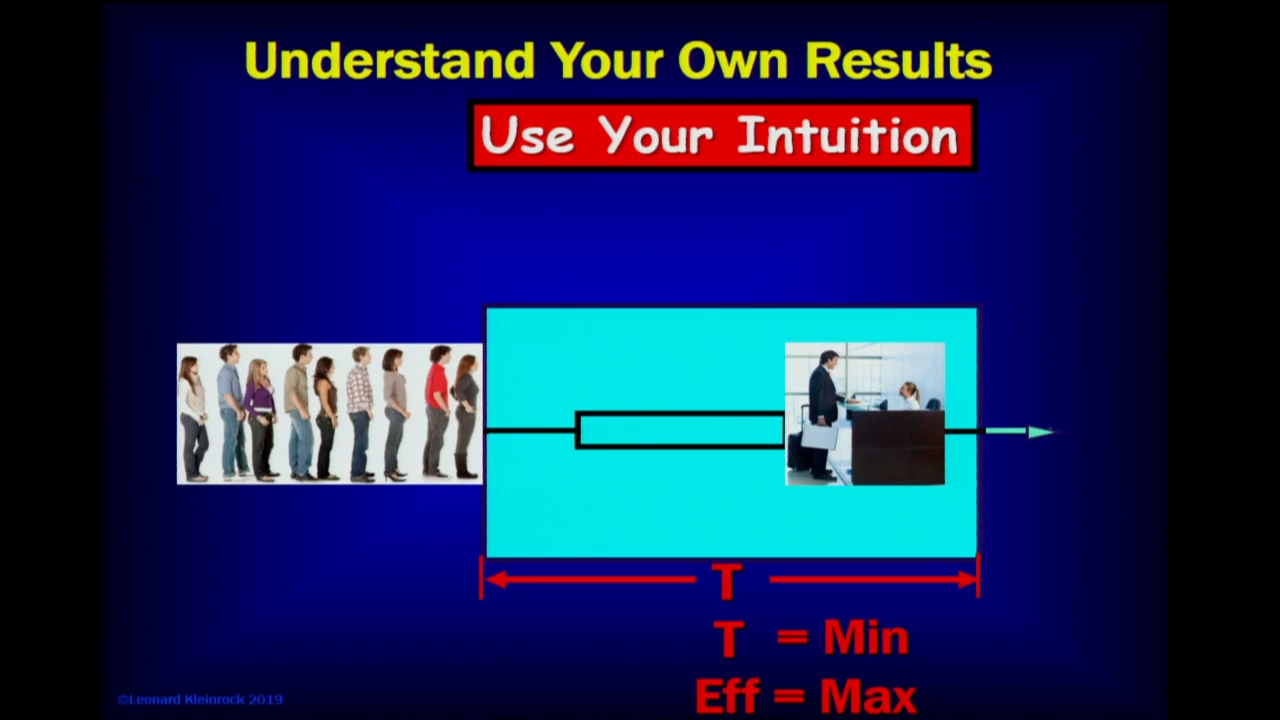 Understand Your Own Results
Use Your Intuition
T
T = Min
Eff = Max
©Leonard Kleinrock 2019